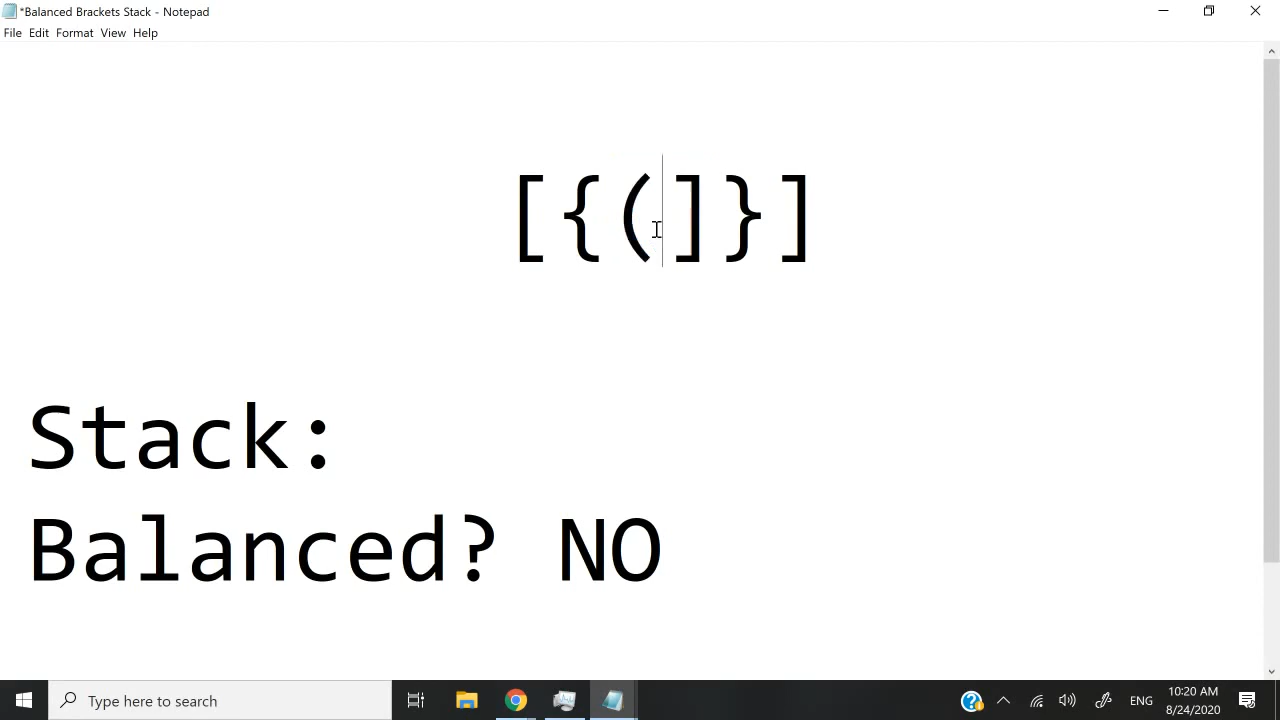 *Balanced Brackets Stack - Notepad
File Edit Format View Help
[{(]}]
Stack:
Balanced? NO
Type here to search
ENG
10:20 AM
8/24/2020